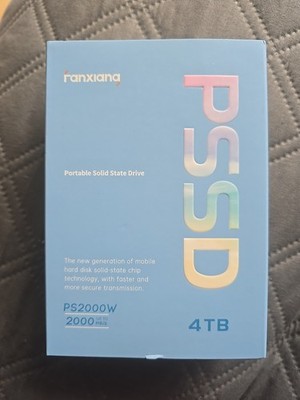 fanxiang
PSSD
Portable Solid State Drive
The new generation of mobile
hard disk solid-state chip
technology, with faster and
more secure transmission.
PS2000W
2000
4TB